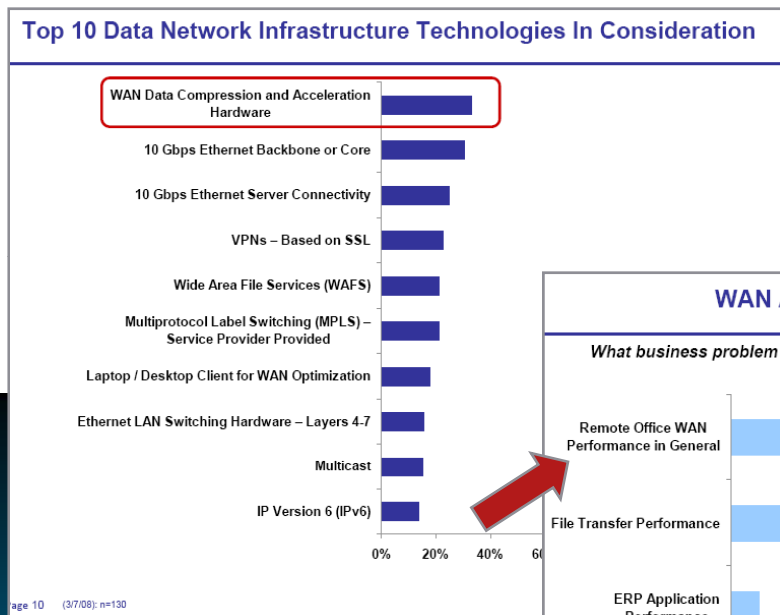 Top 10 Data Network Infrastructure Technologies In Consideration
WAN Data Compression and Acceleration
Hardware
10 Gbps Ethernet Backbone or Core
10 Gbps Ethernet Server Connectivity
VPNs – Based on SSL
Wide Area File Services (WAFS)
Multiprotocol Label Switching (MPLS) –
Service Provider Provided
Laptop / Desktop Client for WAN Optimization
Ethernet LAN Switching Hardware – Layers 4-7
Multicast
IP Version 6 (IPv6)
0% 20% 40%
age 10 (3/7/08): n=130
WAN
What business problem
Remote Office WAN
Performance in General
File Transfer Performance
ERP Application
Performance